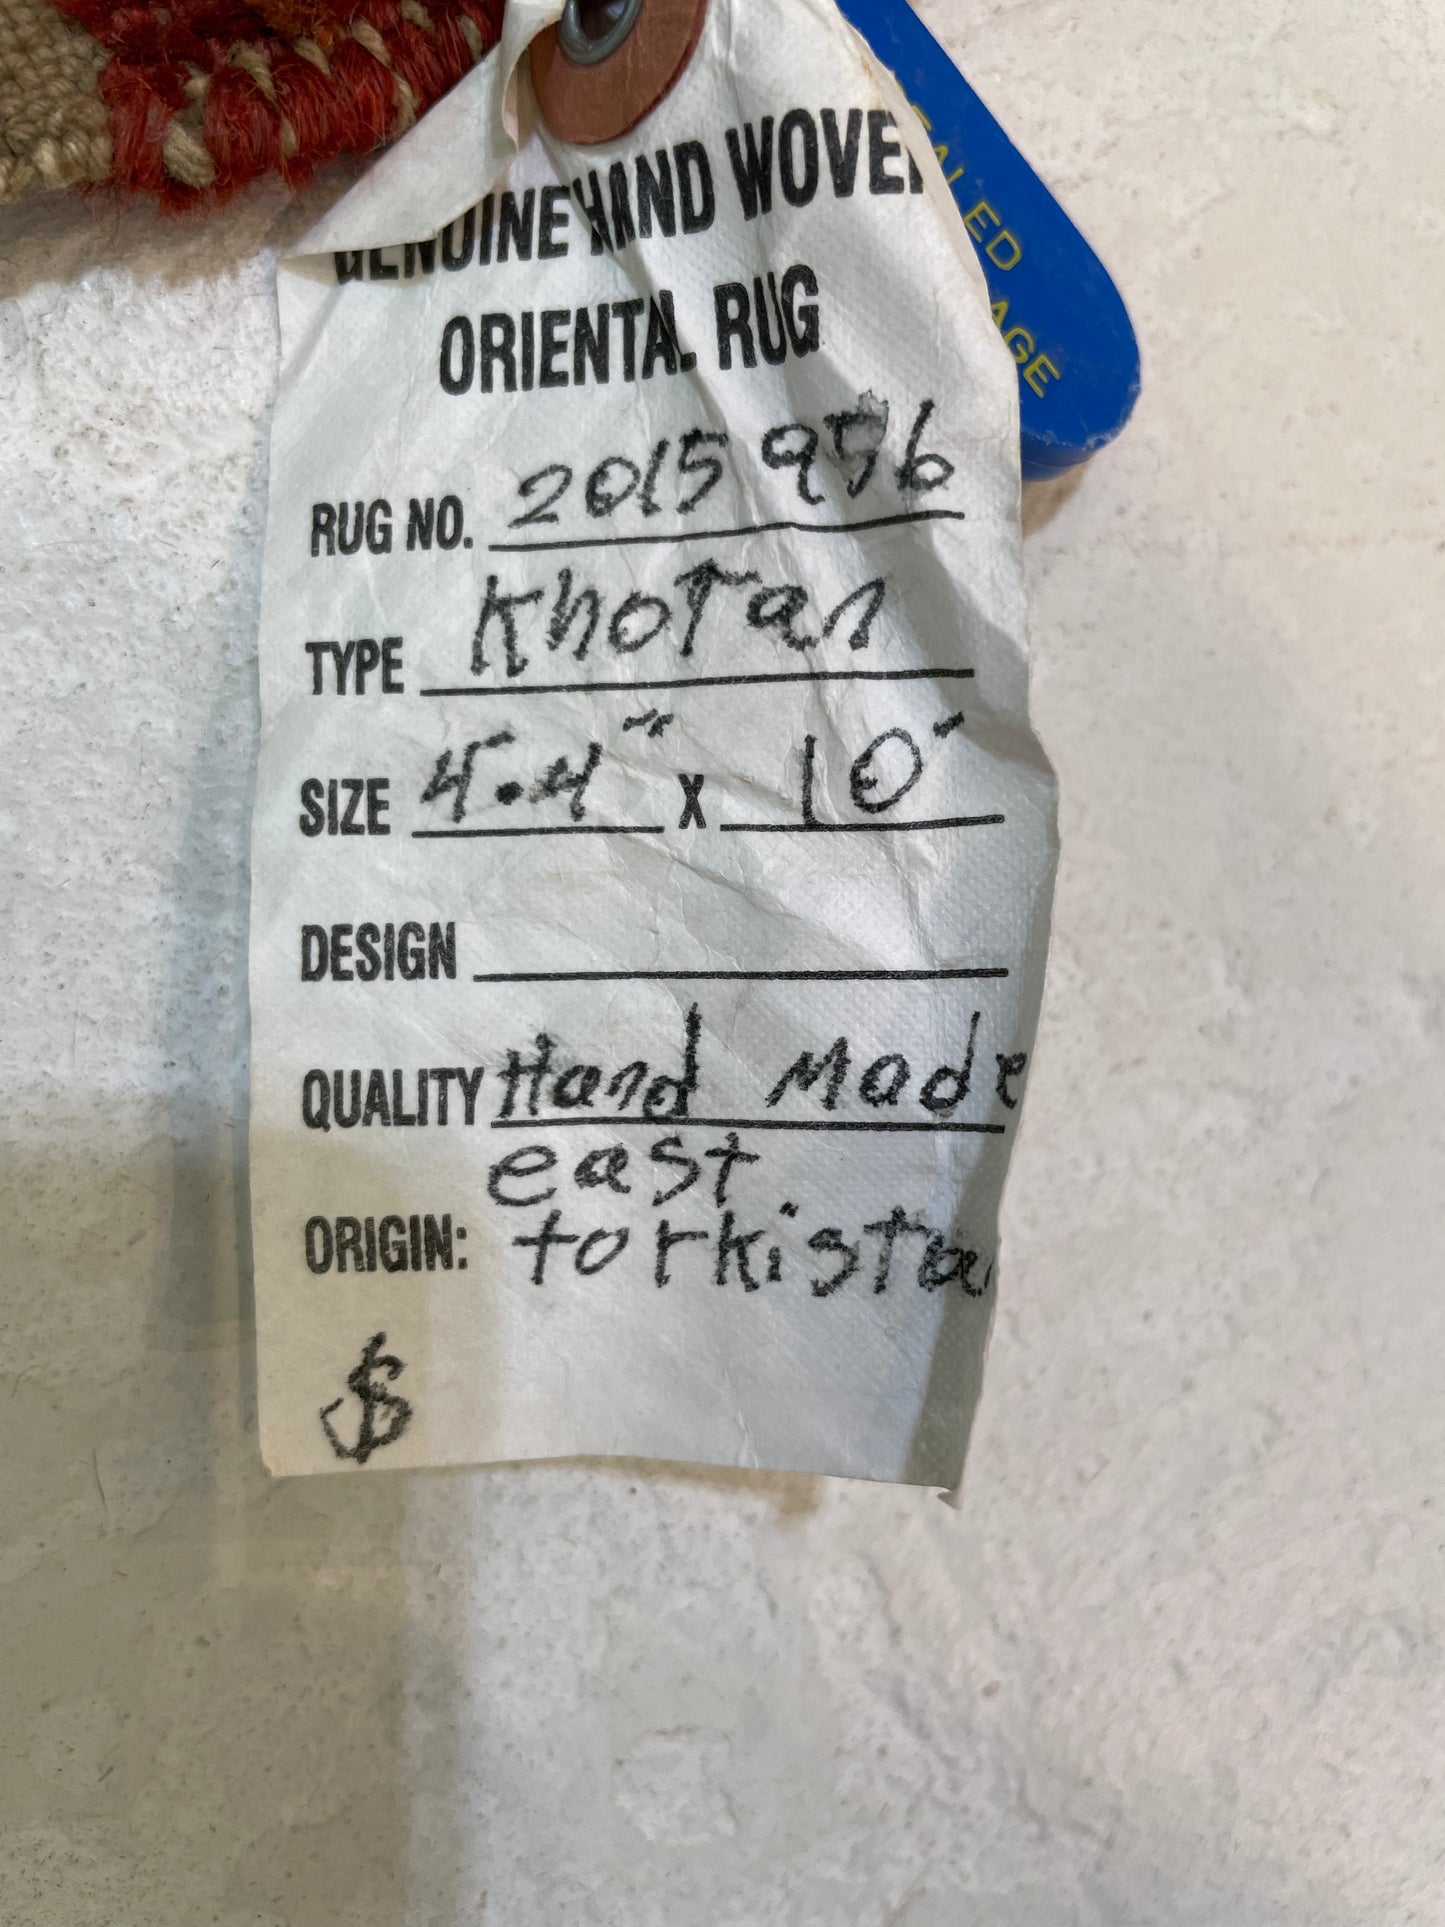 GENUINE HAND WOVEN
ORIENTAL RUG
RUG NO. 2015956
TYPE Khotan
SIZE 5.4" X 10'
DESIGN
QUALITY Hand Made
east
ORIGIN: torkistan
$